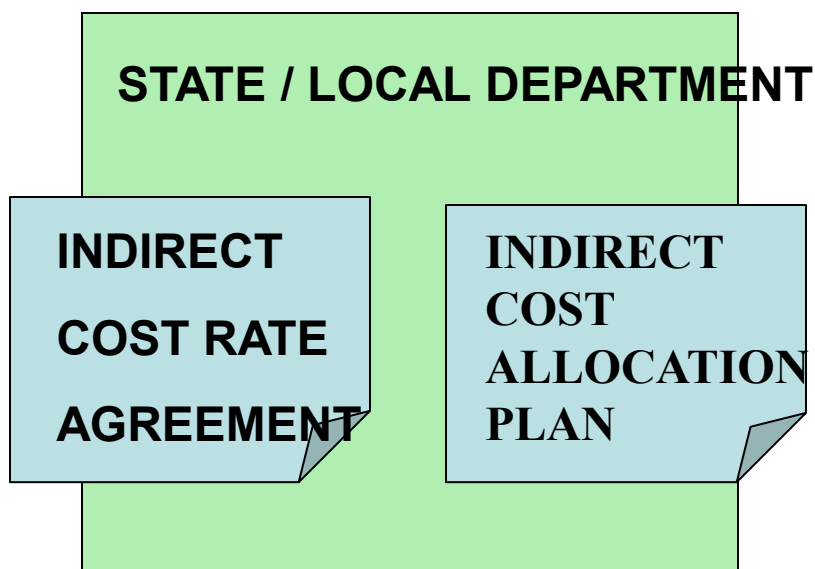 STATE / LOCAL DEPARTMENT
INDIRECT
COST RATE
AGREEMENT
INDIRECT
COST
ALLOCATION
PLAN